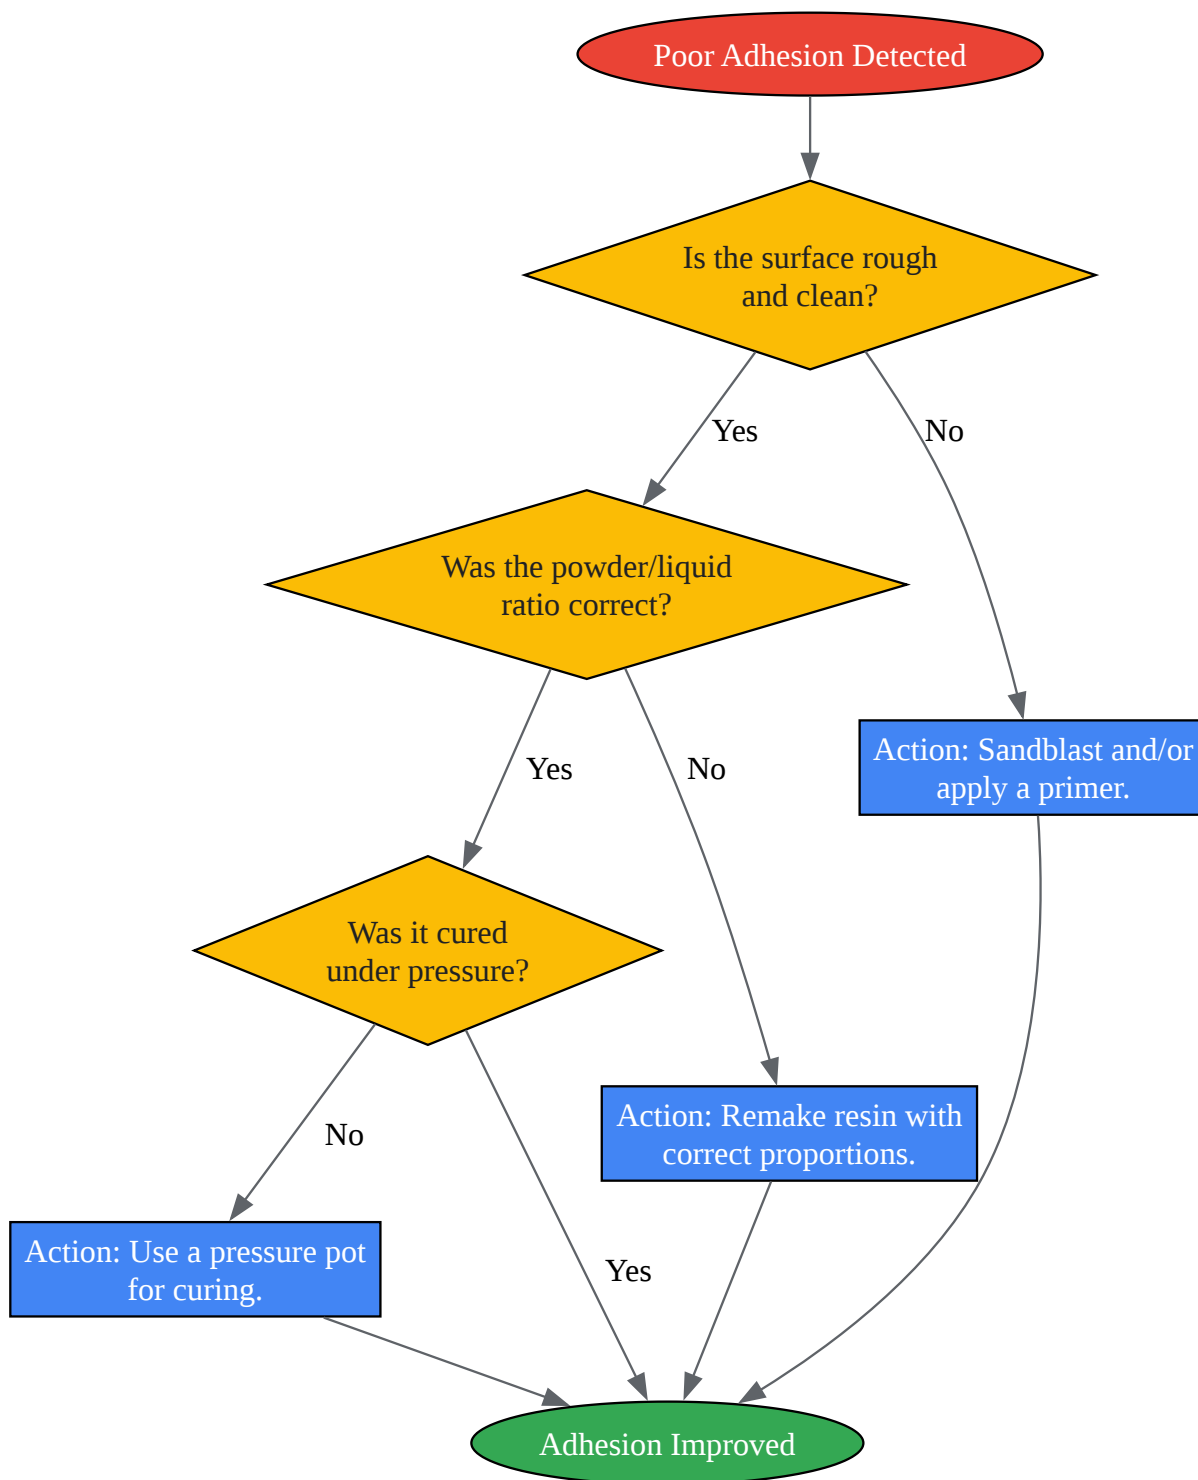 Poor Adhesion Detected
Is the surface rough
and clean?
Yes
No
Was the powder/liquid
ratio correct?
Yes
No
Action: Sandblast and/or
apply a primer.
Was it cured
under pressure?
No
Yes
Action: Remake resin with
correct proportions.
Action: Use a pressure pot
for curing.
Adhesion Improved